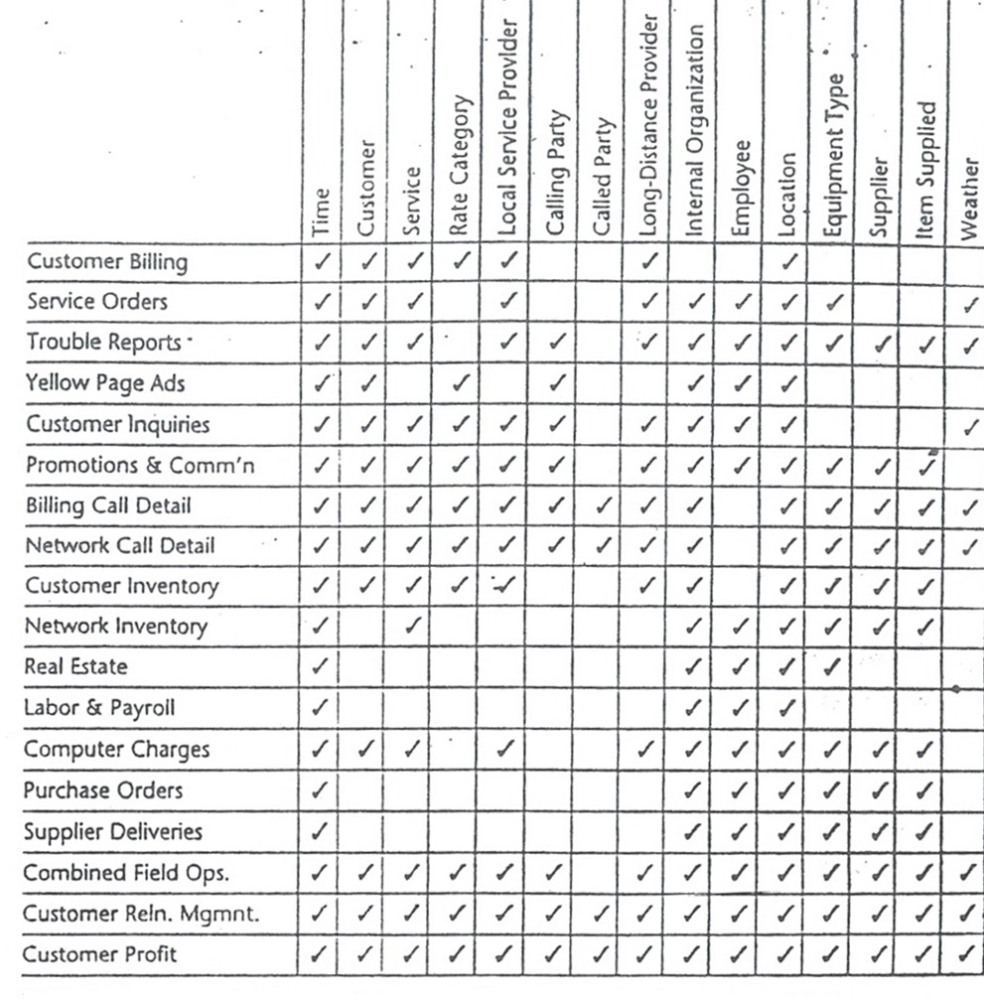 Time
Customer
Service
Rate Category
Local Service Provider
Calling Party
Called Party
Long-Distance Provider
Internal Organization
Employee
Location
Equipment Type
Supplier
Item Supplied
Weather
Customer Billing ✓ ✓ ✓ ✓ ✓ ✓ ✓
Service Orders ✓ ✓ ✓ ✓ ✓ ✓ ✓ ✓ ✓ ✓
Trouble Reports ✓ ✓ ✓ ✓ ✓ ✓ ✓ ✓ ✓ ✓ ✓ ✓ ✓
Yellow Page Ads ✓ ✓ ✓ ✓ ✓ ✓ ✓
Customer Inquiries ✓ ✓ ✓ ✓ ✓ ✓ ✓ ✓ ✓ ✓ ✓
Promotions & Comm'n ✓ ✓ ✓ ✓ ✓ ✓ ✓ ✓ ✓ ✓ ✓ ✓ ✓
Billing Call Detail ✓ ✓ ✓ ✓ ✓ ✓ ✓ ✓ ✓ ✓ ✓ ✓ ✓ ✓
Network Call Detail ✓ ✓ ✓ ✓ ✓ ✓ ✓ ✓ ✓ ✓ ✓ ✓ ✓ ✓
Customer Inventory ✓ ✓ ✓ ✓ ✓ ✓ ✓ ✓ ✓ ✓ ✓
Network Inventory ✓ ✓ ✓ ✓ ✓ ✓ ✓ ✓
Real Estate ✓ ✓ ✓ ✓ ✓
Labor & Payroll ✓ ✓ ✓ ✓
Computer Charges ✓ ✓ ✓ ✓ ✓ ✓ ✓ ✓ ✓ ✓ ✓
Purchase Orders ✓ ✓ ✓ ✓ ✓ ✓ ✓
Supplier Deliveries ✓ ✓ ✓ ✓ ✓ ✓ ✓
Combined Field Ops. ✓ ✓ ✓ ✓ ✓ ✓ ✓ ✓ ✓ ✓ ✓ ✓ ✓ ✓
Customer Reln. Mgmnt. ✓ ✓ ✓ ✓ ✓ ✓ ✓ ✓ ✓ ✓ ✓ ✓ ✓ ✓ ✓
Customer Profit ✓ ✓ ✓ ✓ ✓ ✓ ✓ ✓ ✓ ✓ ✓ ✓ ✓ ✓ ✓